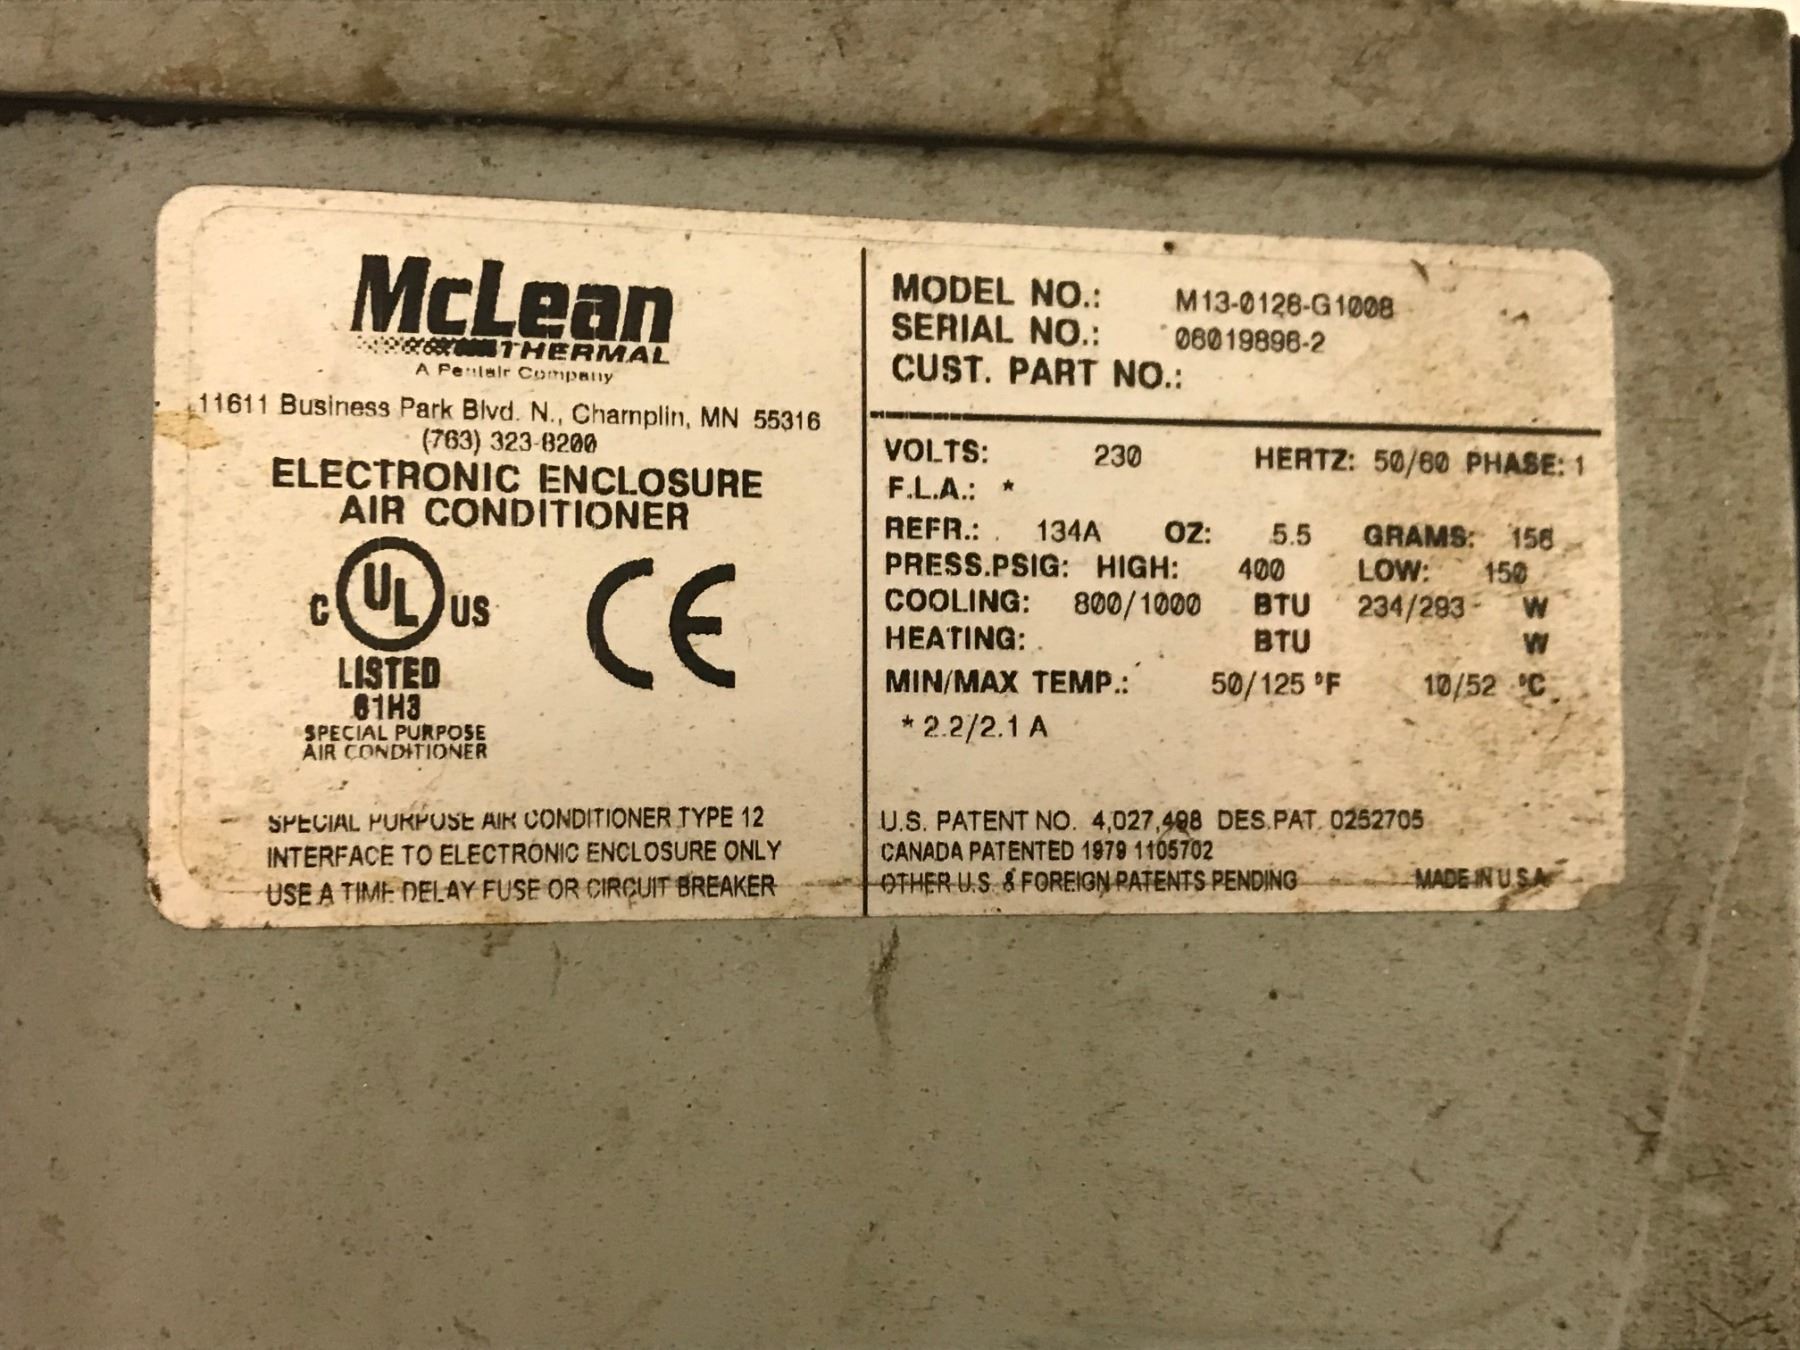 McLean
THERMAL
A Pentair Company
11611 Business Park Blvd. N., Champlin, MN 55316
(763) 323-8200
ELECTRONIC ENCLOSURE
AIR CONDITIONER
C UL US CE
LISTED
61H3
SPECIAL PURPOSE
AIR CONDITIONER
SPECIAL PURPOSE AIR CONDITIONER TYPE 12
INTERFACE TO ELECTRONIC ENCLOSURE ONLY
USE A TIME DELAY FUSE OR CIRCUIT BREAKER
MODEL NO.: M13-0126-G1008
SERIAL NO.: 06019896-2
CUST. PART NO.:
VOLTS: 230 HERTZ: 50/60 PHASE: 1
F.L.A.: *
REFR.: 134A OZ: 5.5 GRAMS: 156
PRESS.PSIG: HIGH: 400 LOW: 150
COOLING: 800/1000 BTU 234/293 W
HEATING: BTU W
MIN/MAX TEMP.: 50/125 °F 10/52 °C
* 2.2/2.1 A
U.S. PATENT NO. 4,027,498 DES.PAT. 0252705
CANADA PATENTED 1979 1105702
OTHER U.S. & FOREIGN PATENTS PENDING MADE IN U.S.A.